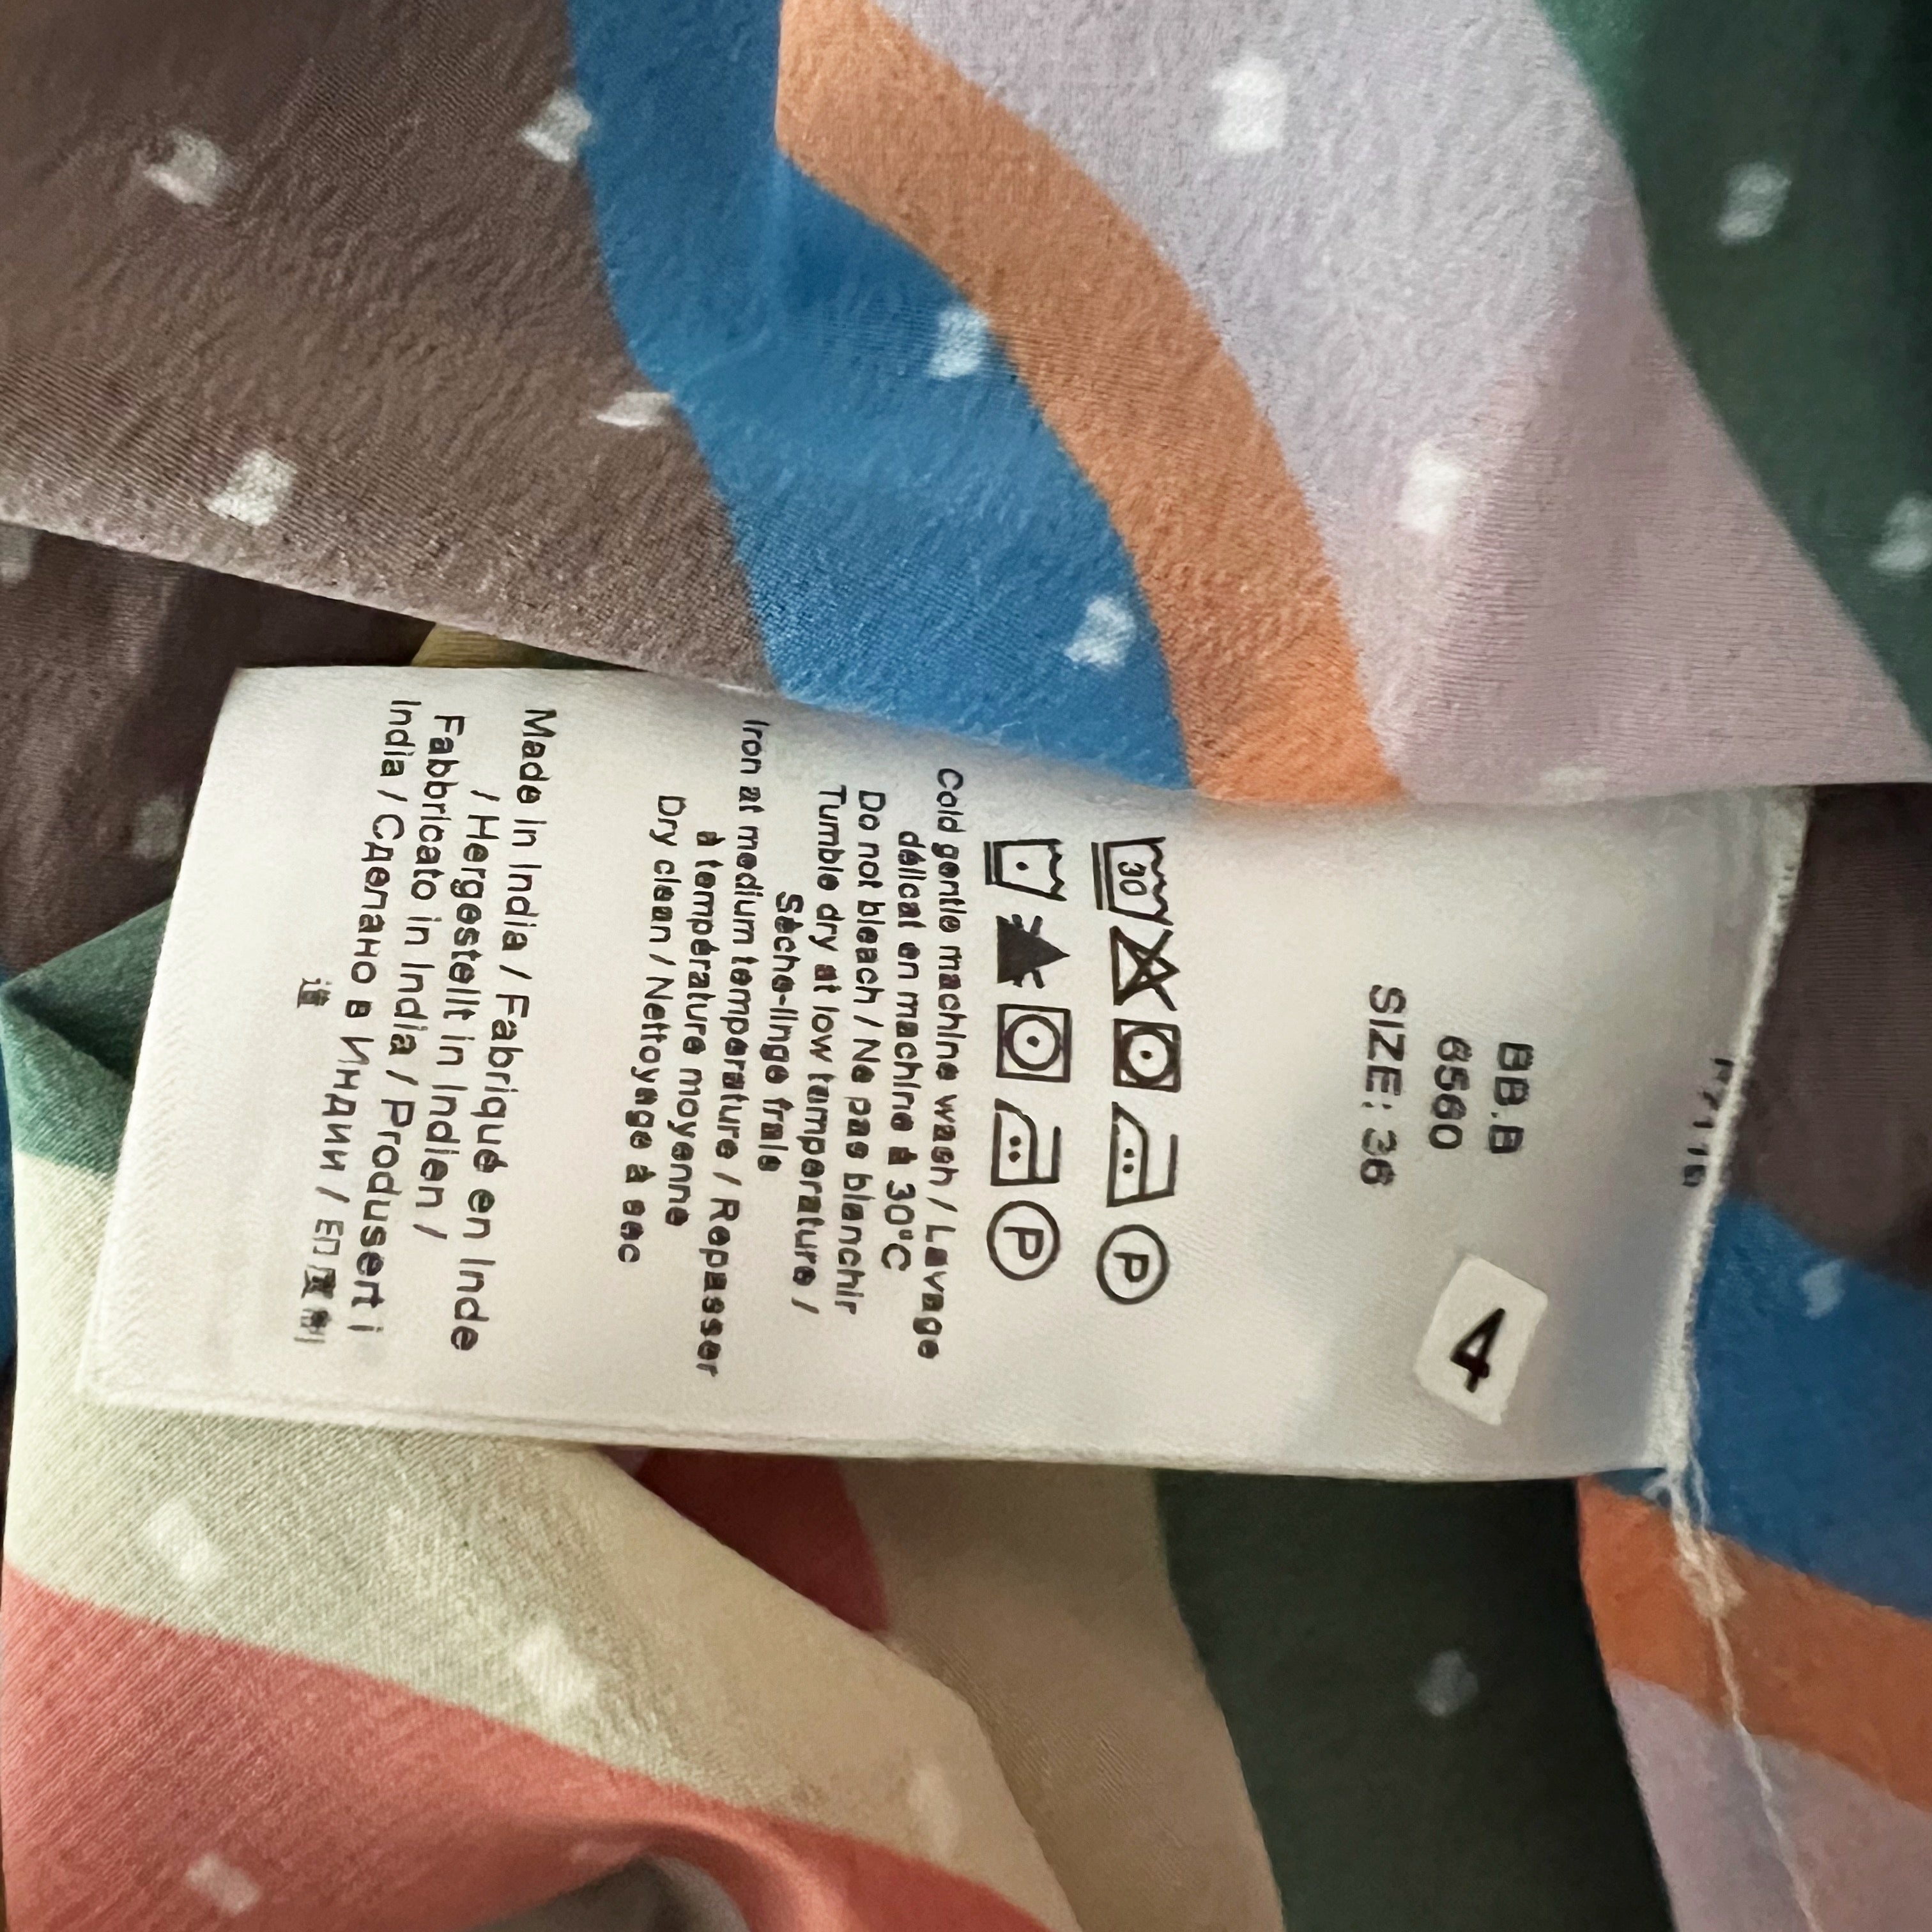 BB.B
6560
SIZE: 36
4
30
P
P
Cold gentle machine wash / Lavage
délicat en machine à 30°C
Do not bleach / Ne pas blanchir
Tumble dry at low temperature /
Sèche-linge frais
Iron at medium temperature / Repasser
à température moyenne
Dry clean / Nettoyage à sec
Made in India / Fabriqué en Inde
/ Hergestellt in Indien /
Fabbricato in India / Produsert i
India / Сделано в Индии / 印度制
造